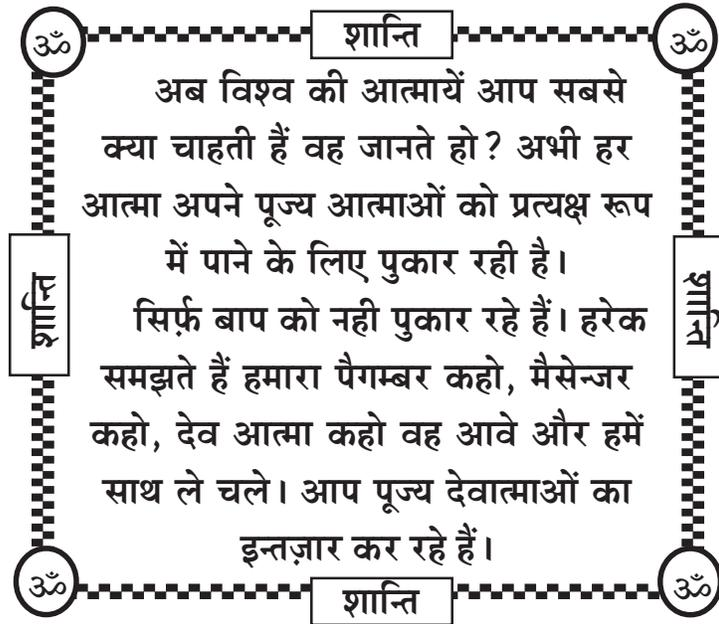 ॐ
शान्ति
ॐ
अब विश्व की आत्मायें आप सबसे
क्या चाहती हैं वह जानते हो? अभी हर
आत्मा अपने पूज्य आत्माओं को प्रत्यक्ष रूप
में पाने के लिए पुकार रही है।
शान्ति
शान्ति
सिर्फ़ बाप को नही पुकार रहे हैं। हरेक
समझते हैं हमारा पैगम्बर कहो, मैसेन्जर
कहो, देव आत्मा कहो वह आवे और हमें
साथ ले चले। आप पूज्य देवात्माओं का
इन्तज़ार कर रहे हैं।
ॐ
शान्ति
ॐ